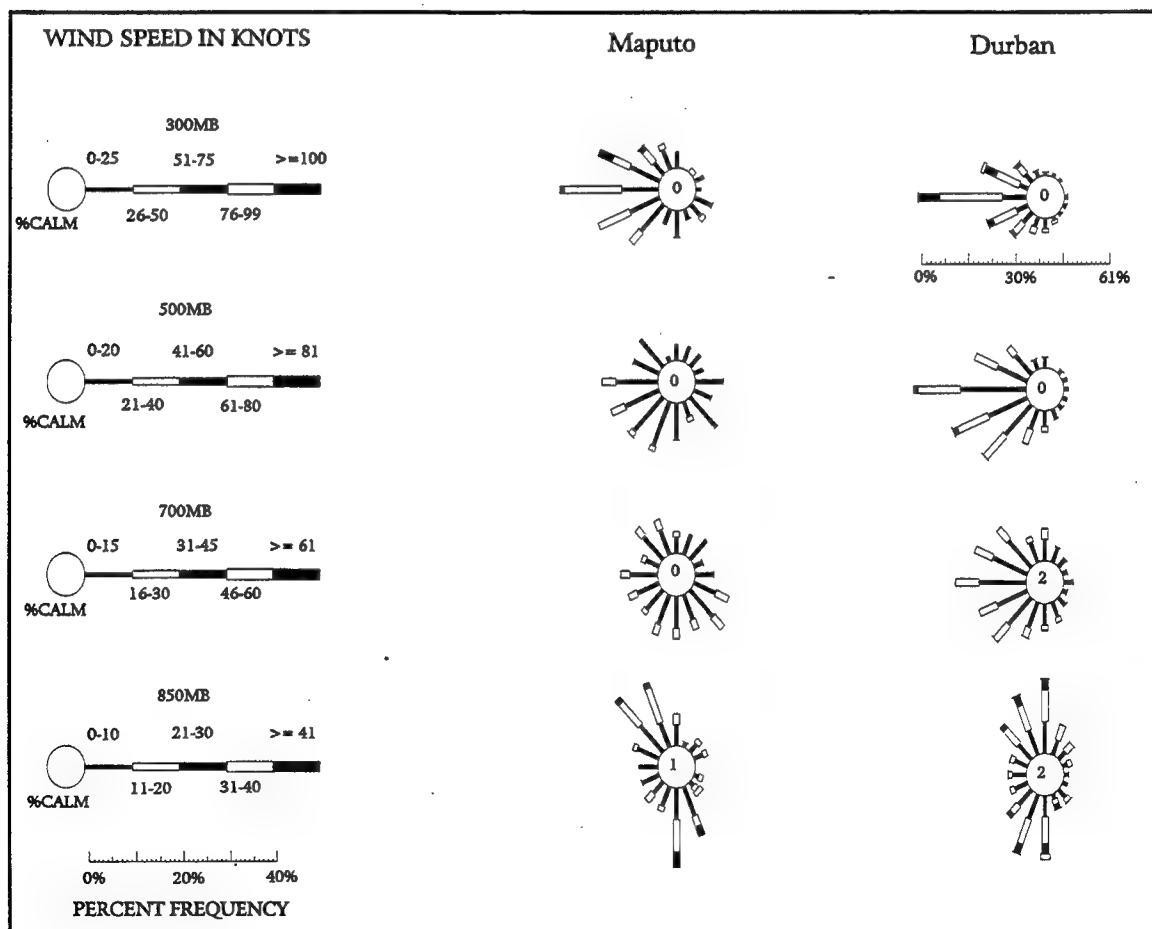 WIND SPEED IN KNOTS
Maputo
Durban
300MB
0-25 51-75 >=100
26-50 76-99
%CALM
0
0
0% 30% 61%
500MB
0-20 41-60 >= 81
21-40 61-80
%CALM
0
0
700MB
0-15 31-45 >= 61
16-30 46-60
%CALM
0
2
850MB
0-10 21-30 >= 41
11-20 31-40
%CALM
1
2
0% 20% 40%
PERCENT FREQUENCY